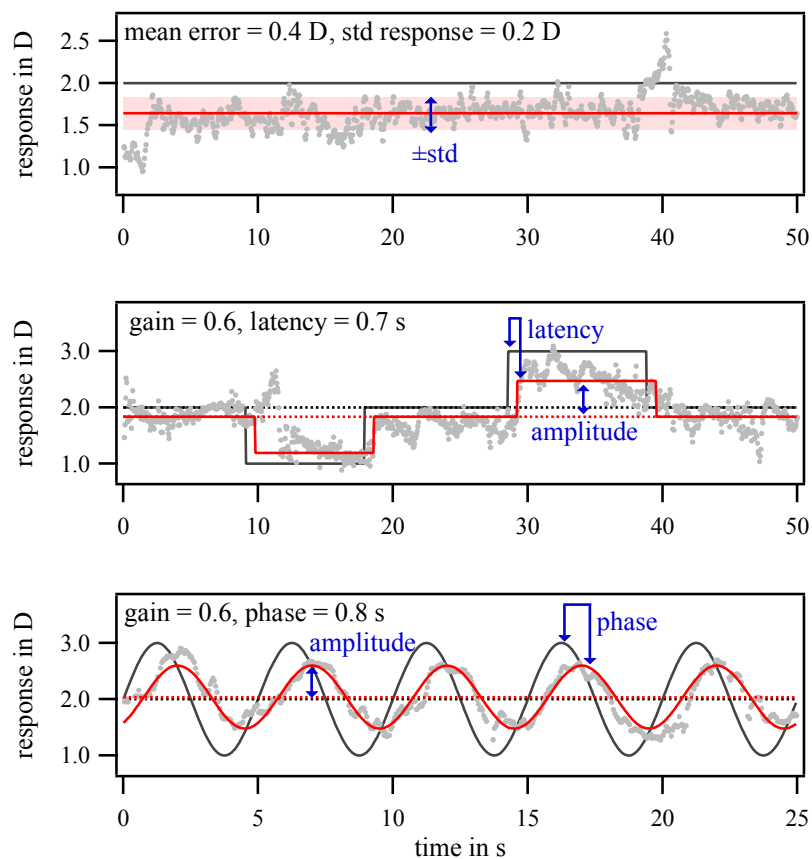 mean error = 0.4 D, std response = 0.2 D
response in D
2.5
2.0
1.5
1.0
±std
0 10 20 30 40 50
gain = 0.6, latency = 0.7 s
latency
response in D
3.0
2.0
1.0
amplitude
0 10 20 30 40 50
gain = 0.6, phase = 0.8 s
amplitude
phase
response in D
3.0
2.0
1.0
0 5 10 15 20 25
time in s